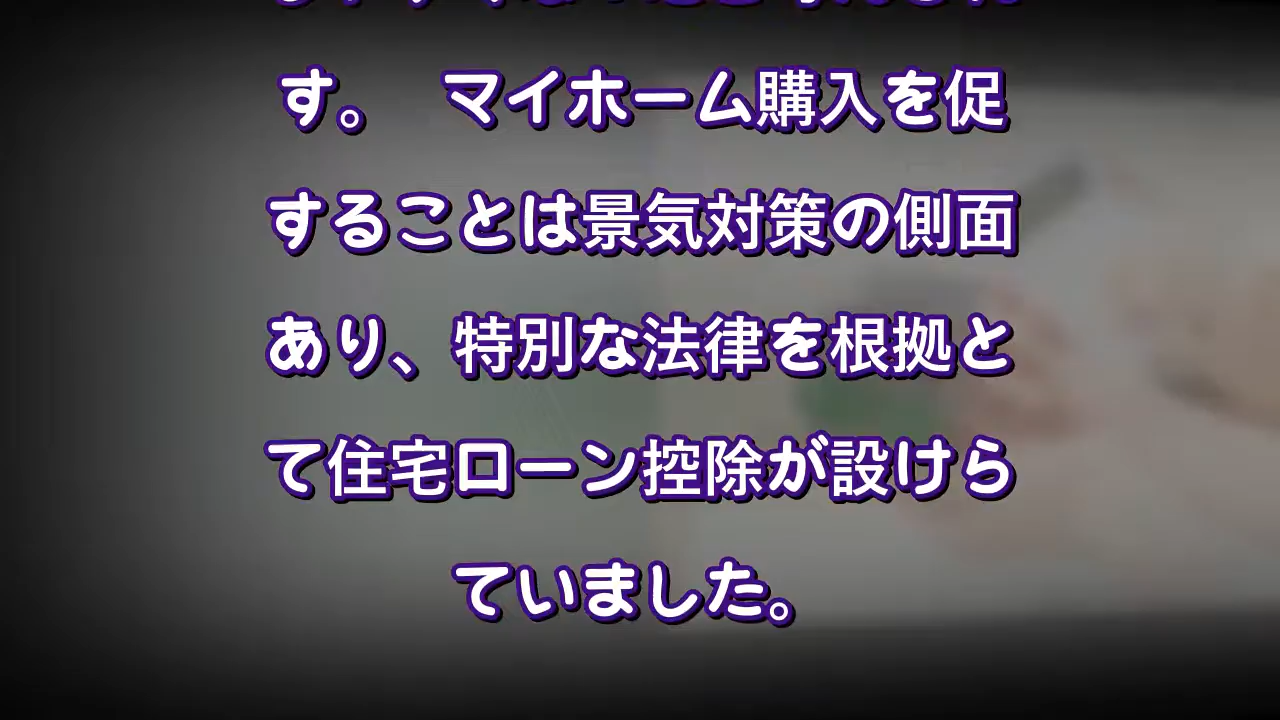 す。　マイホーム購入を促
することは景気対策の側面
あり、特別な法律を根拠と
て住宅ローン控除が設けら
ていました。